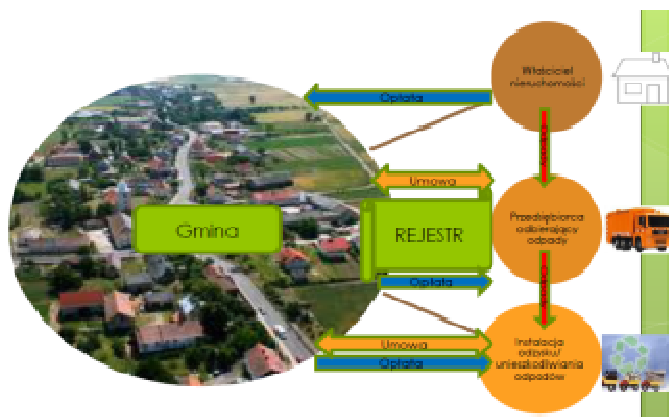 Właściciel
nieruchomości
Opłata
Umowa
Gmina
REJESTR
Przedsiębiorca
odbierający
odpady
Opłata
Umowa
Opłata
Instalacja
odzysku/
unieszkodliwiania
odpadów